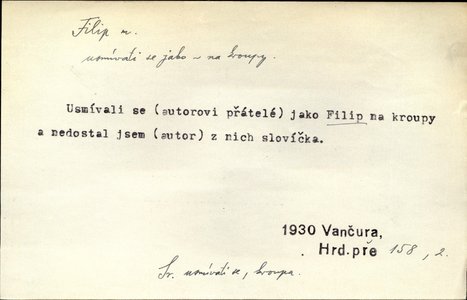 Filip m.
usmívati se jako – na kroupy.
Usmívali se (autorovi přátelé) jako Filip na kroupy
a nedostal jsem (autor) z nich slovíčka.
1930 Vančura,
Hrd.pře 158, 2.
Sr. usmívati se, kroupa.